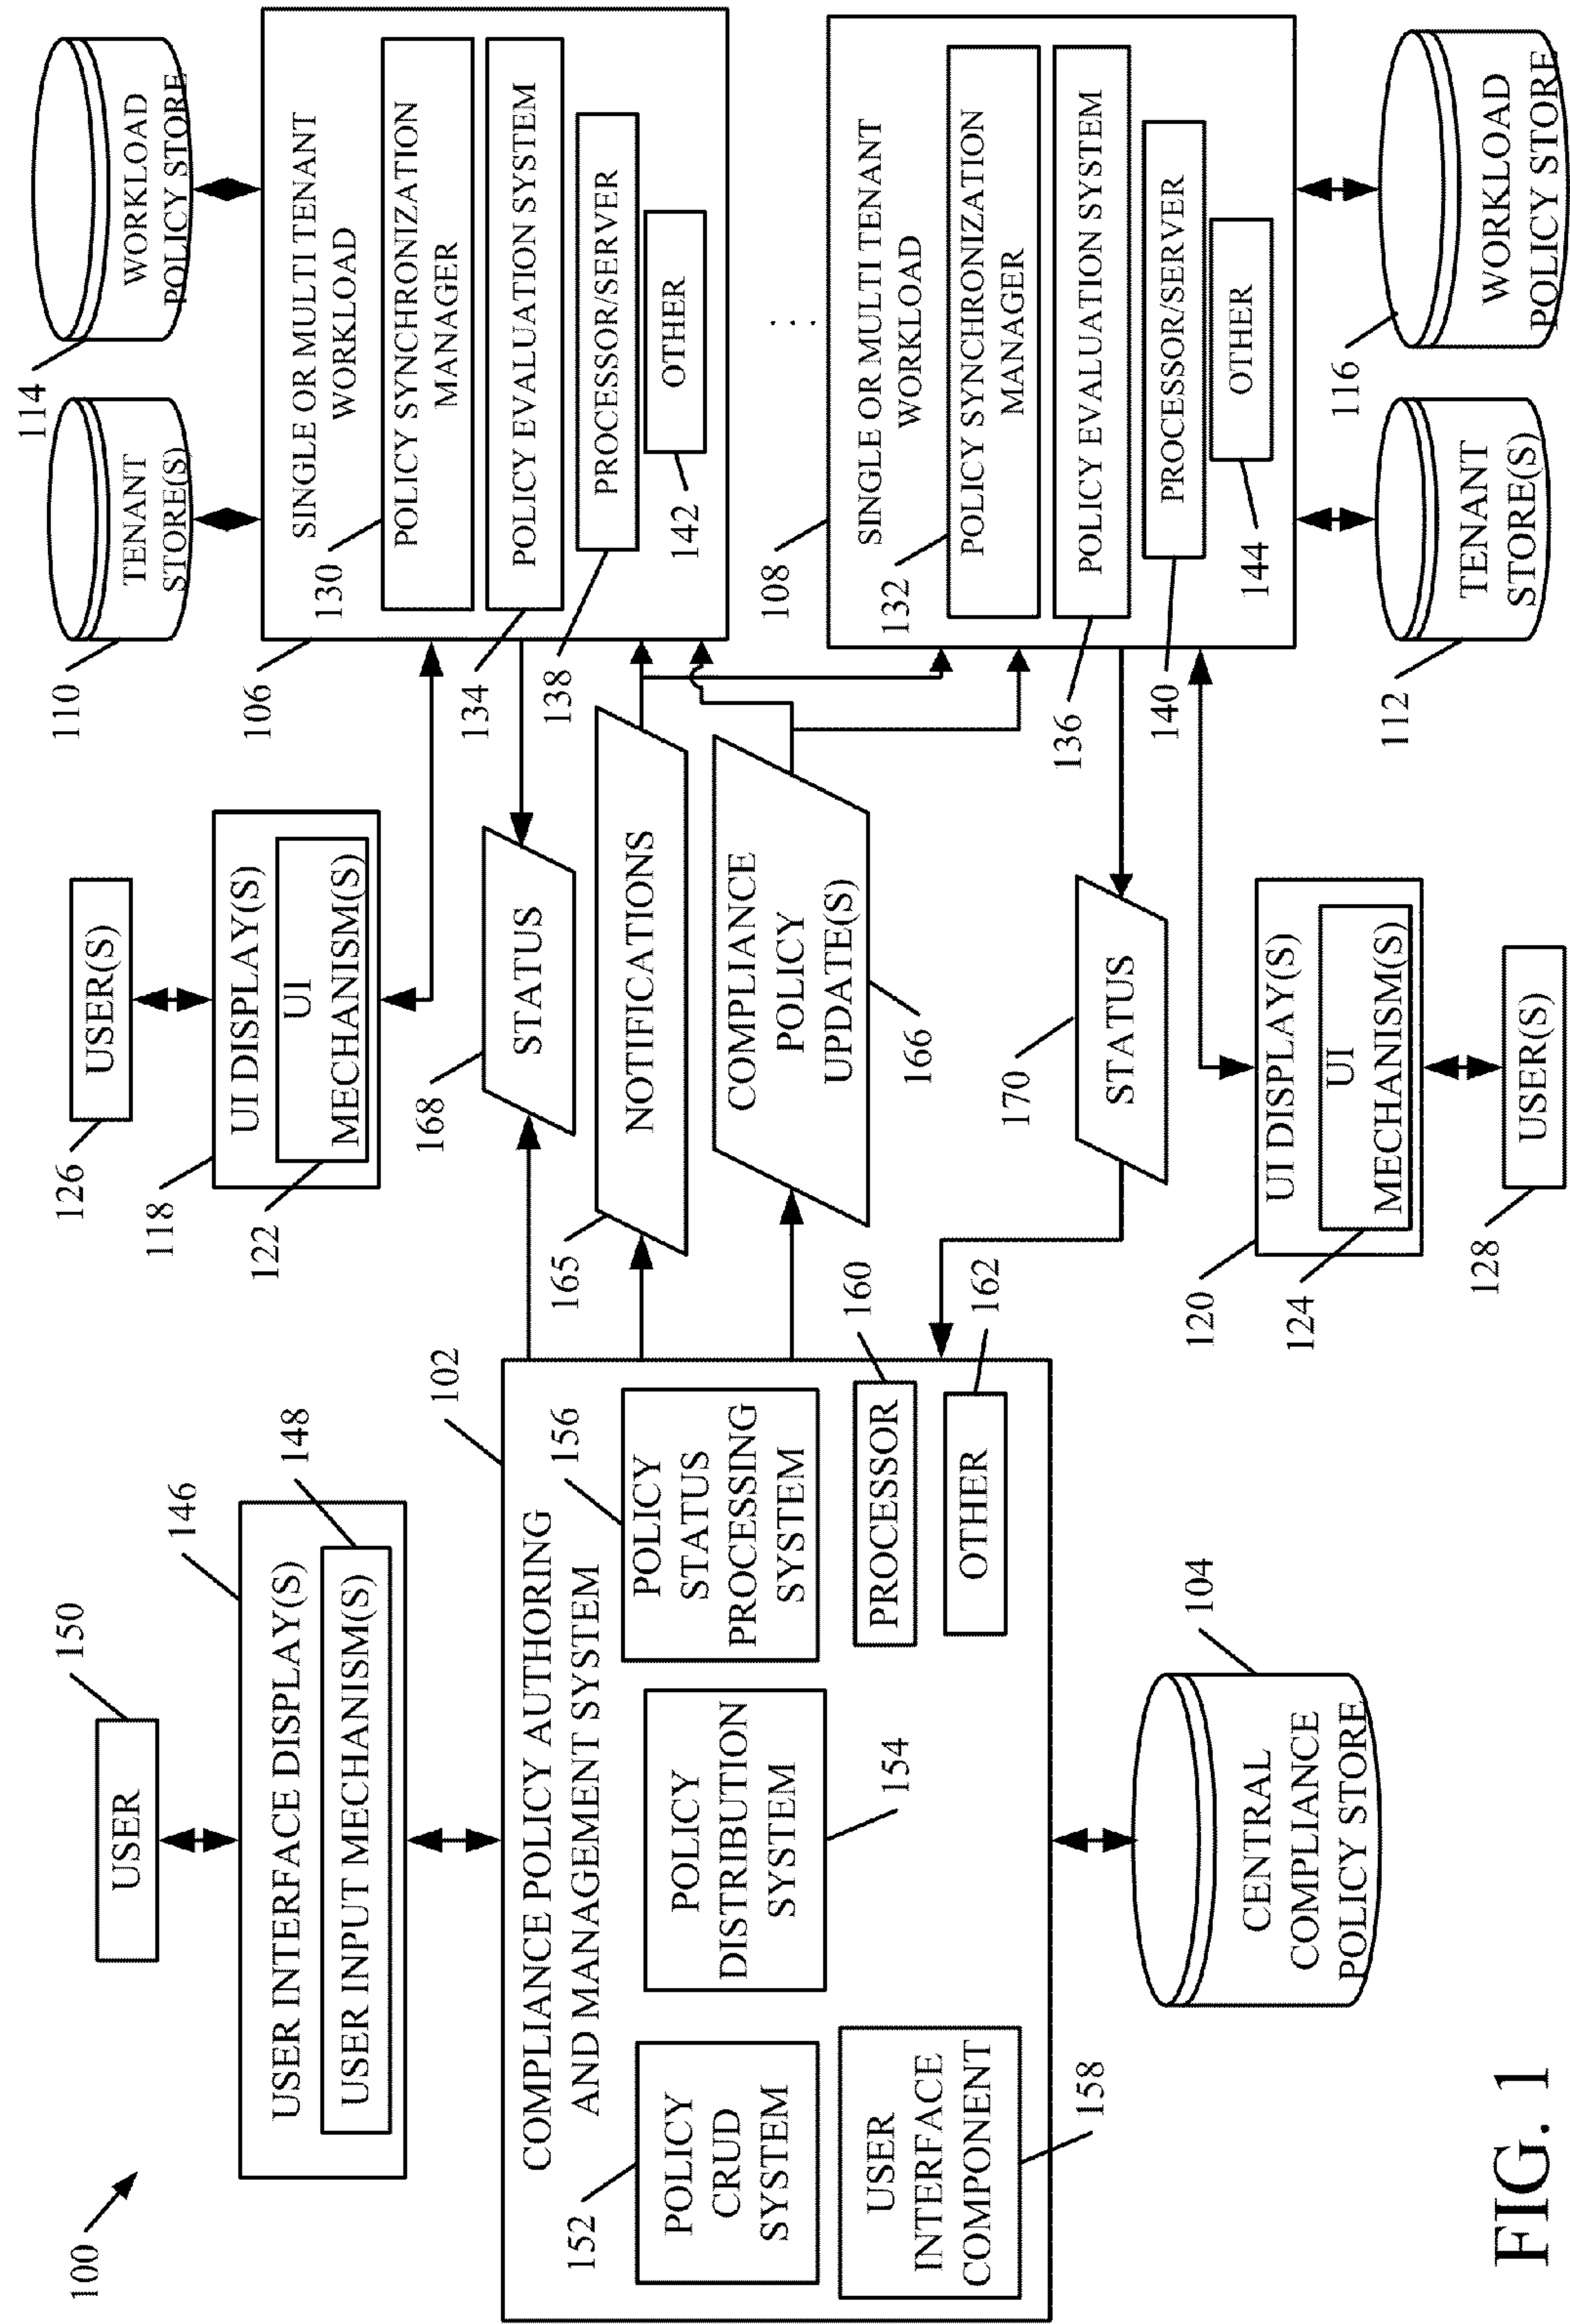 100
150
USER
146
USER INTERFACE DISPLAY(S)
148
USER INPUT MECHANISM(S)
102
COMPLIANCE POLICY AUTHORING
AND MANAGEMENT SYSTEM
152
POLICY
CRUD
SYSTEM
POLICY
DISTRIBUTION
SYSTEM
154
156
POLICY
STATUS
PROCESSING
SYSTEM
USER
INTERFACE
COMPONENT
158
160
PROCESSOR
162
OTHER
104
CENTRAL
COMPLIANCE
POLICY STORE
126
USER(S)
118
UI DISPLAY(S)
122
UI
MECHANISM(S)
168
STATUS
165
NOTIFICATIONS
COMPLIANCE
POLICY
UPDATE(S)
166
170
STATUS
120
UI DISPLAY(S)
124
UI
MECHANISM(S)
128
USER(S)
110
TENANT
STORE(S)
114
WORKLOAD
POLICY STORE
106
SINGLE OR MULTI TENANT
WORKLOAD
130
POLICY SYNCHRONIZATION
MANAGER
134
POLICY EVALUATION SYSTEM
138
PROCESSOR/SERVER
142
OTHER
. . .
108
SINGLE OR MULTI TENANT
WORKLOAD
132
POLICY SYNCHRONIZATION
MANAGER
136
POLICY EVALUATION SYSTEM
140
PROCESSOR/SERVER
144
OTHER
112
TENANT
STORE(S)
116
WORKLOAD
POLICY STORE
FIG. 1